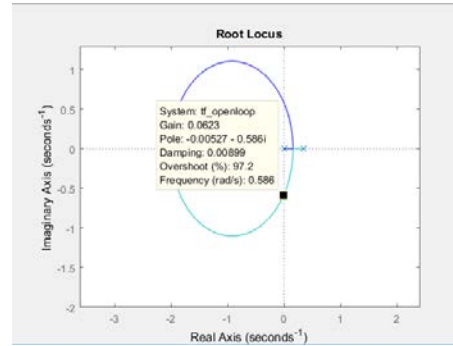 Root Locus
1
0.5
0
-0.5
-1
-1.5
-2
Imaginary Axis (seconds⁻¹)
System: tf_openloop
Gain: 0.0623
Pole: -0.00527 - 0.586i
Damping: 0.00899
Overshoot (%): 97.2
Frequency (rad/s): 0.586
-3 -2 -1 0 1 2
Real Axis (seconds⁻¹)